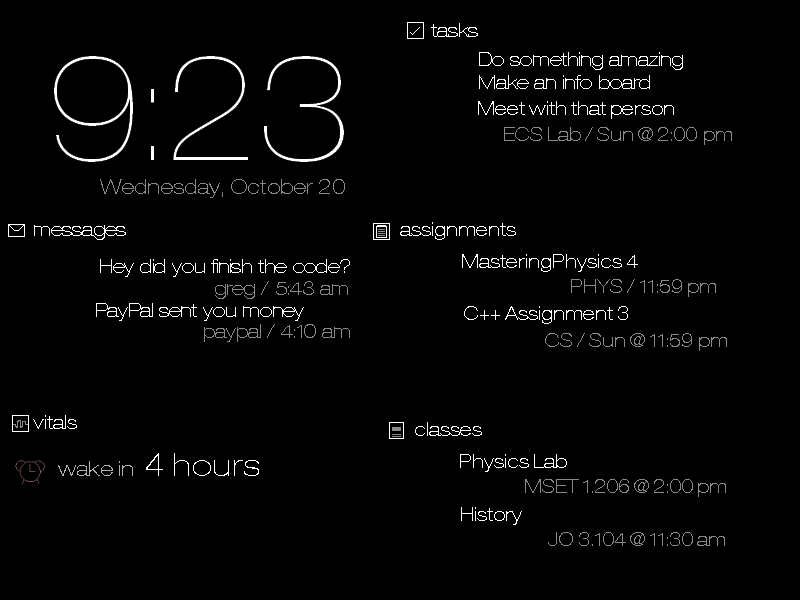 9:23
Wednesday, October 20
tasks
Do something amazing
Make an info board
Meet with that person
ECS Lab / Sun @ 2:00 pm
messages
Hey did you finish the code?
greg / 5:43 am
PayPal sent you money
paypal / 4:10 am
assignments
MasteringPhysics 4
PHYS / 11:59 pm
C++ Assignment 3
CS / Sun @ 11:59 pm
vitals
wake in 4 hours
classes
Physics Lab
MSET 1.206 @ 2:00 pm
History
JO 3.104 @ 11:30 am